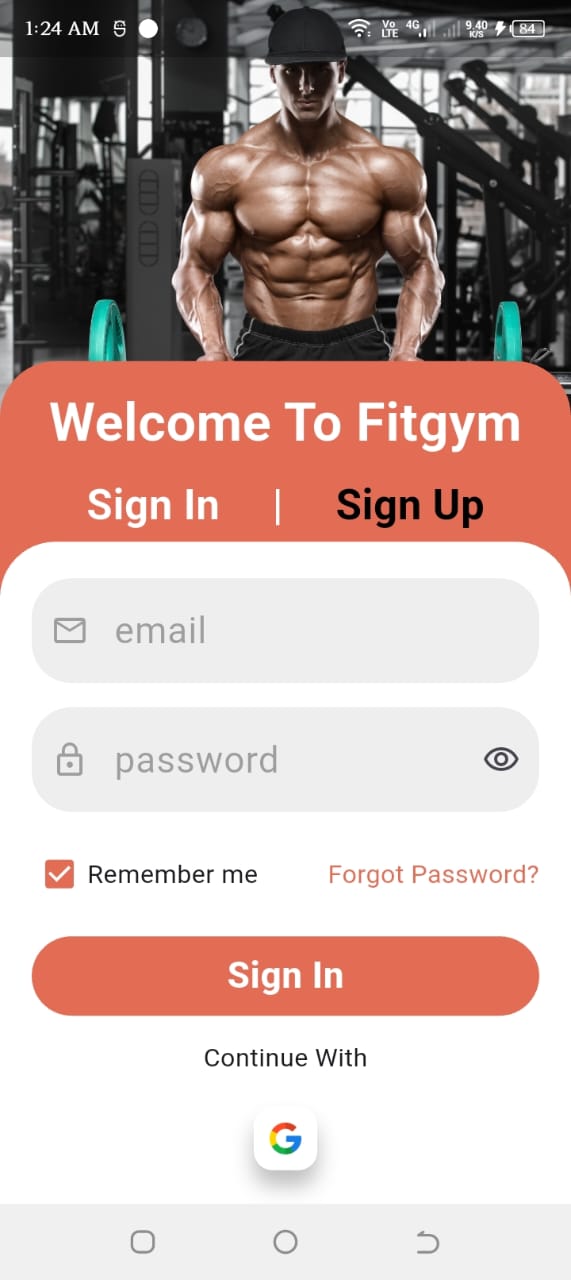 1:24 AM Vo LTE 4G 9.40 K/S 84
Welcome To Fitgym
Sign In | Sign Up
email
password
Remember me Forgot Password?
Sign In
Continue With